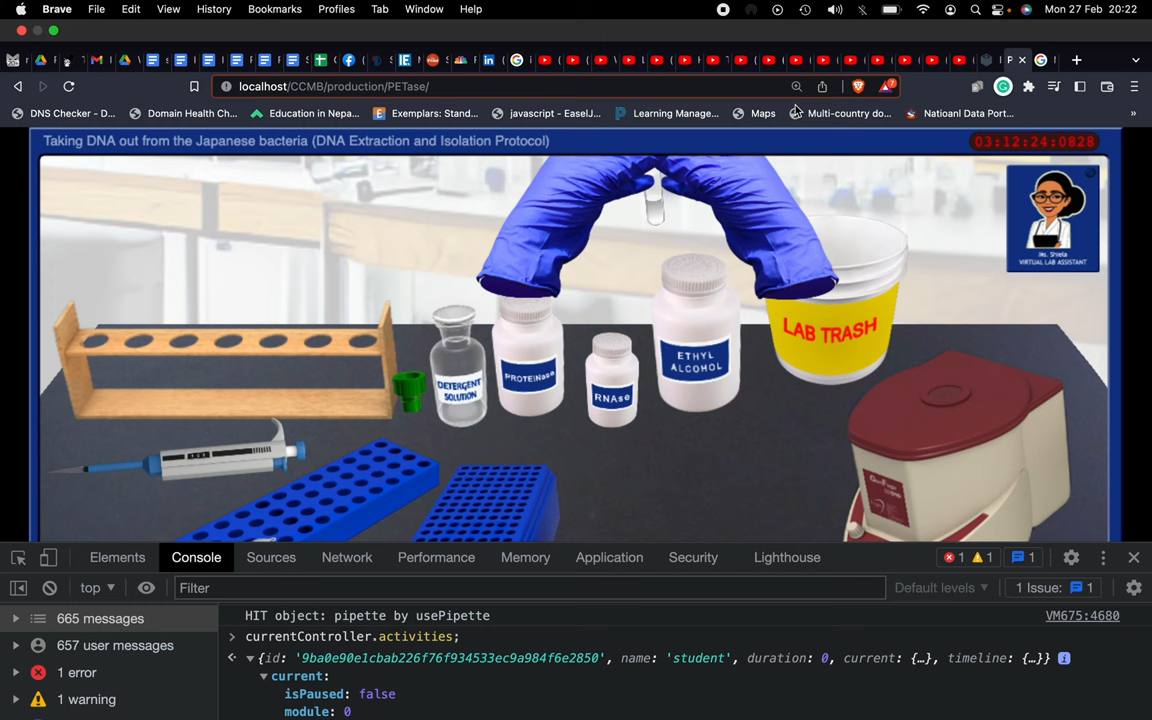 Brave File Edit View History Bookmarks Profiles Tab Window Help Mon 27 Feb 20:22
localhost/CCMB/production/PETase/
7
DNS Checker - D... Domain Health Ch... Education in Nepa... Exemplars: Stand... javascript - EaselJ... Learning Manage... Maps Multi-country do... Natioanl Data Port...
Taking DNA out from the Japanese bacteria (DNA Extraction and Isolation Protocol)
03:12:24:0828
Jes. Shiela
VIRTUAL LAB ASSISTANT
LAB TRASH
DETERGENT
SOLUTION
PROTEINase
RNAse
ETHYL
ALCOHOL
Elements Console Sources Network Performance Memory Application Security Lighthouse 1 1 1
top Filter Default levels 1 Issue: 1
665 messages
657 user messages
1 error
1 warning
HIT object: pipette by usePipette VM675:4680
currentController.activities;
{id: '9ba0e90e1cbab226f76f934533ec9a984f6e2850', name: 'student', duration: 0, current: {…}, timeline: {…}}
current:
isPaused: false
module: 0